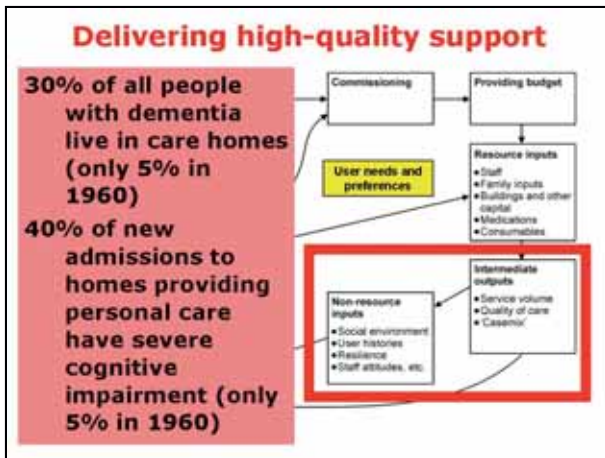 Delivering high-quality support
30% of all people
with dementia
live in care homes
(only 5% in
1960)
40% of new
admissions to
homes providing
personal care
have severe
cognitive
impairment (only
5% in 1960)
Commissioning
Providing budget
User needs and
preferences
Resource inputs
●Staff
●Family inputs
●Buildings and other
capital
●Medications
●Consumables
Intermediate
outputs
●Service volume
●Quality of care
●'Casemix'
Non-resource
inputs
●Social environment
●User histories
●Resilience
●Staff attitudes, etc.